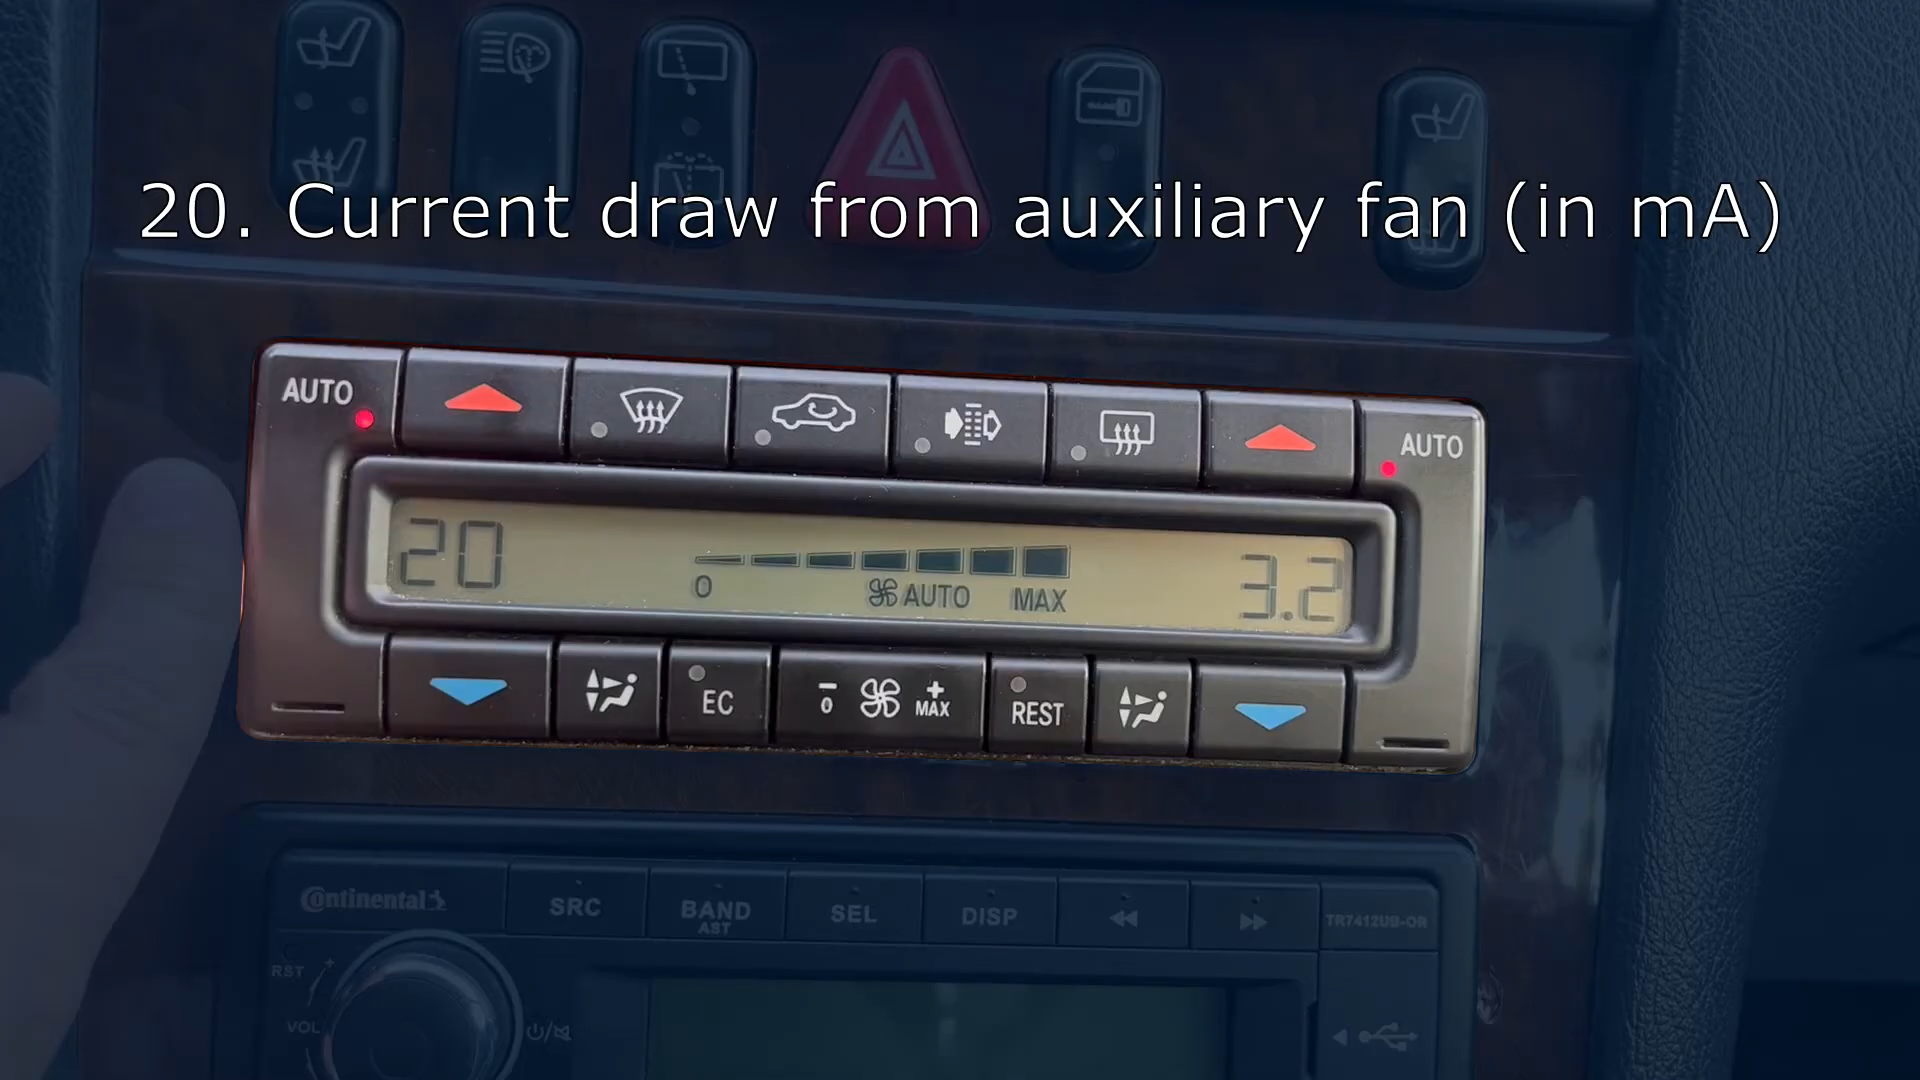 20. Current draw from auxiliary fan (in mA)
AUTO
AUTO
20
0
AUTO
MAX
3.2
EC
0
MAX
REST
Continental
SRC
BAND
AST
SEL
DISP
TR7412UB-OR
RST
VOL